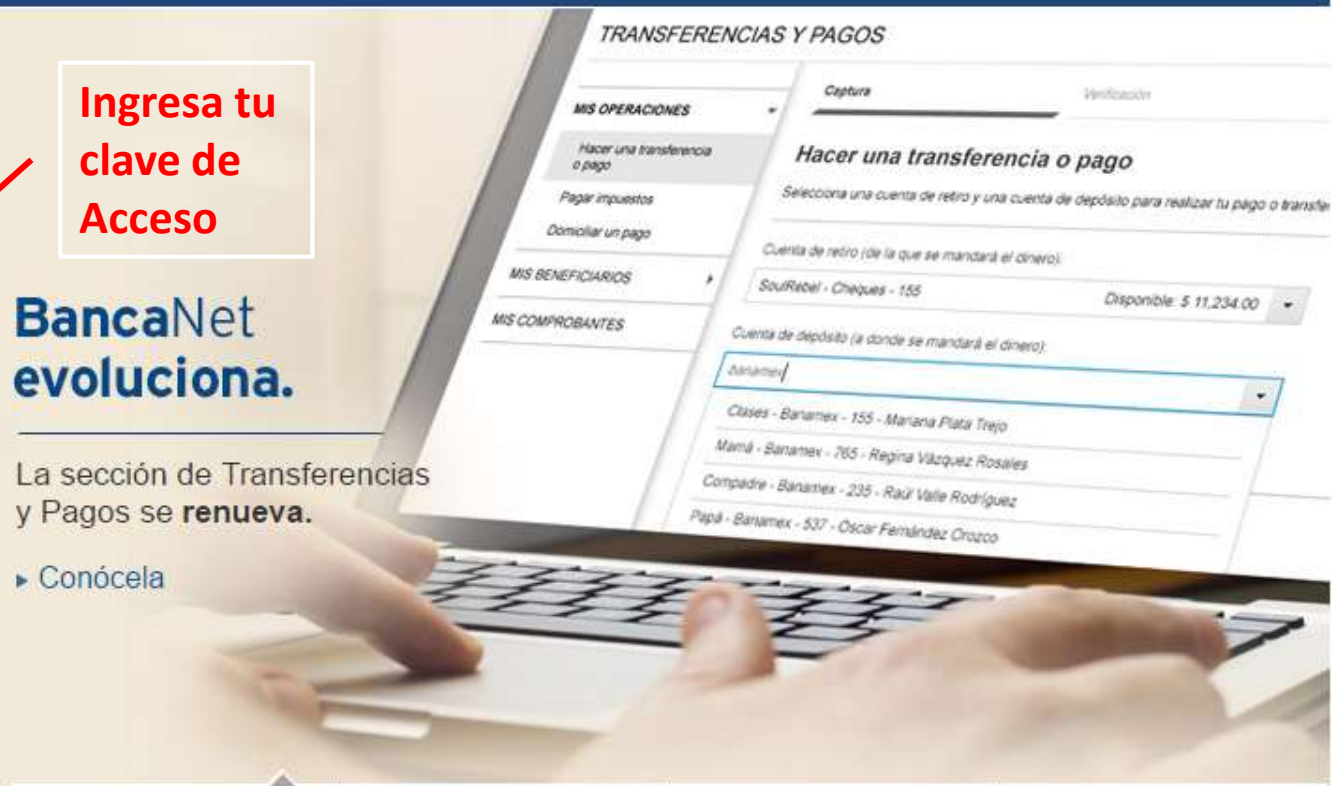 Ingresa tu
clave de
Acceso
BancaNet
evoluciona.
La sección de Transferencias
y Pagos se renueva.
▸ Conócela
TRANSFERENCIAS Y PAGOS
MIS OPERACIONES
Hacer una transferencia
o pago
Pagar impuestos
Domiciliar un pago
MIS BENEFICIARIOS
MIS COMPROBANTES
Captura
Verificación
Hacer una transferencia o pago
Selecciona una cuenta de retiro y una cuenta de depósito para realizar tu pago o transfe
Cuenta de retiro (de la que se mandará el dinero):
SoulRebel - Cheques - 155 Disponible: $ 11,234.00
Cuenta de depósito (a donde se mandará el dinero):
banamex
Clases - Banamex - 155 - Mariana Plata Trejo
Mamá - Banamex - 765 - Regina Vázquez Rosales
Compadre - Banamex - 235 - Raúl Valle Rodríguez
Papá - Banamex - 537 - Óscar Fernández Orozco